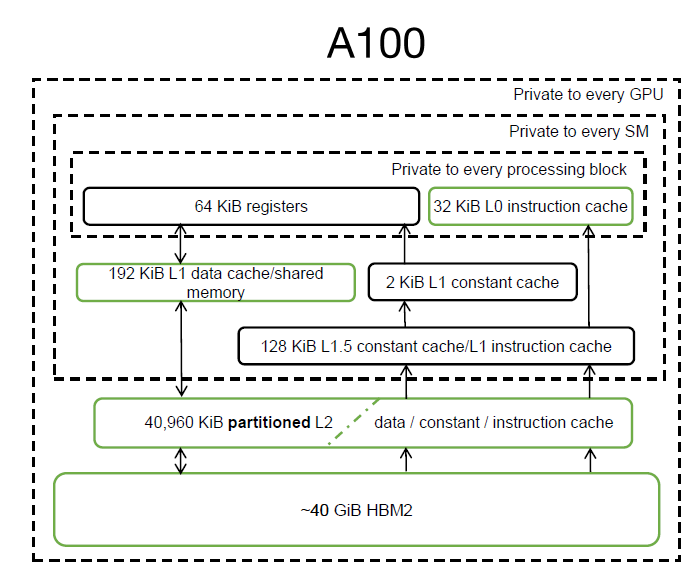 A100
Private to every GPU
Private to every SM
Private to every processing block
64 KiB registers
32 KiB L0 instruction cache
192 KiB L1 data cache/shared
memory
2 KiB L1 constant cache
128 KiB L1.5 constant cache/L1 instruction cache
40,960 KiB partitioned L2 data / constant / instruction cache
~40 GiB HBM2